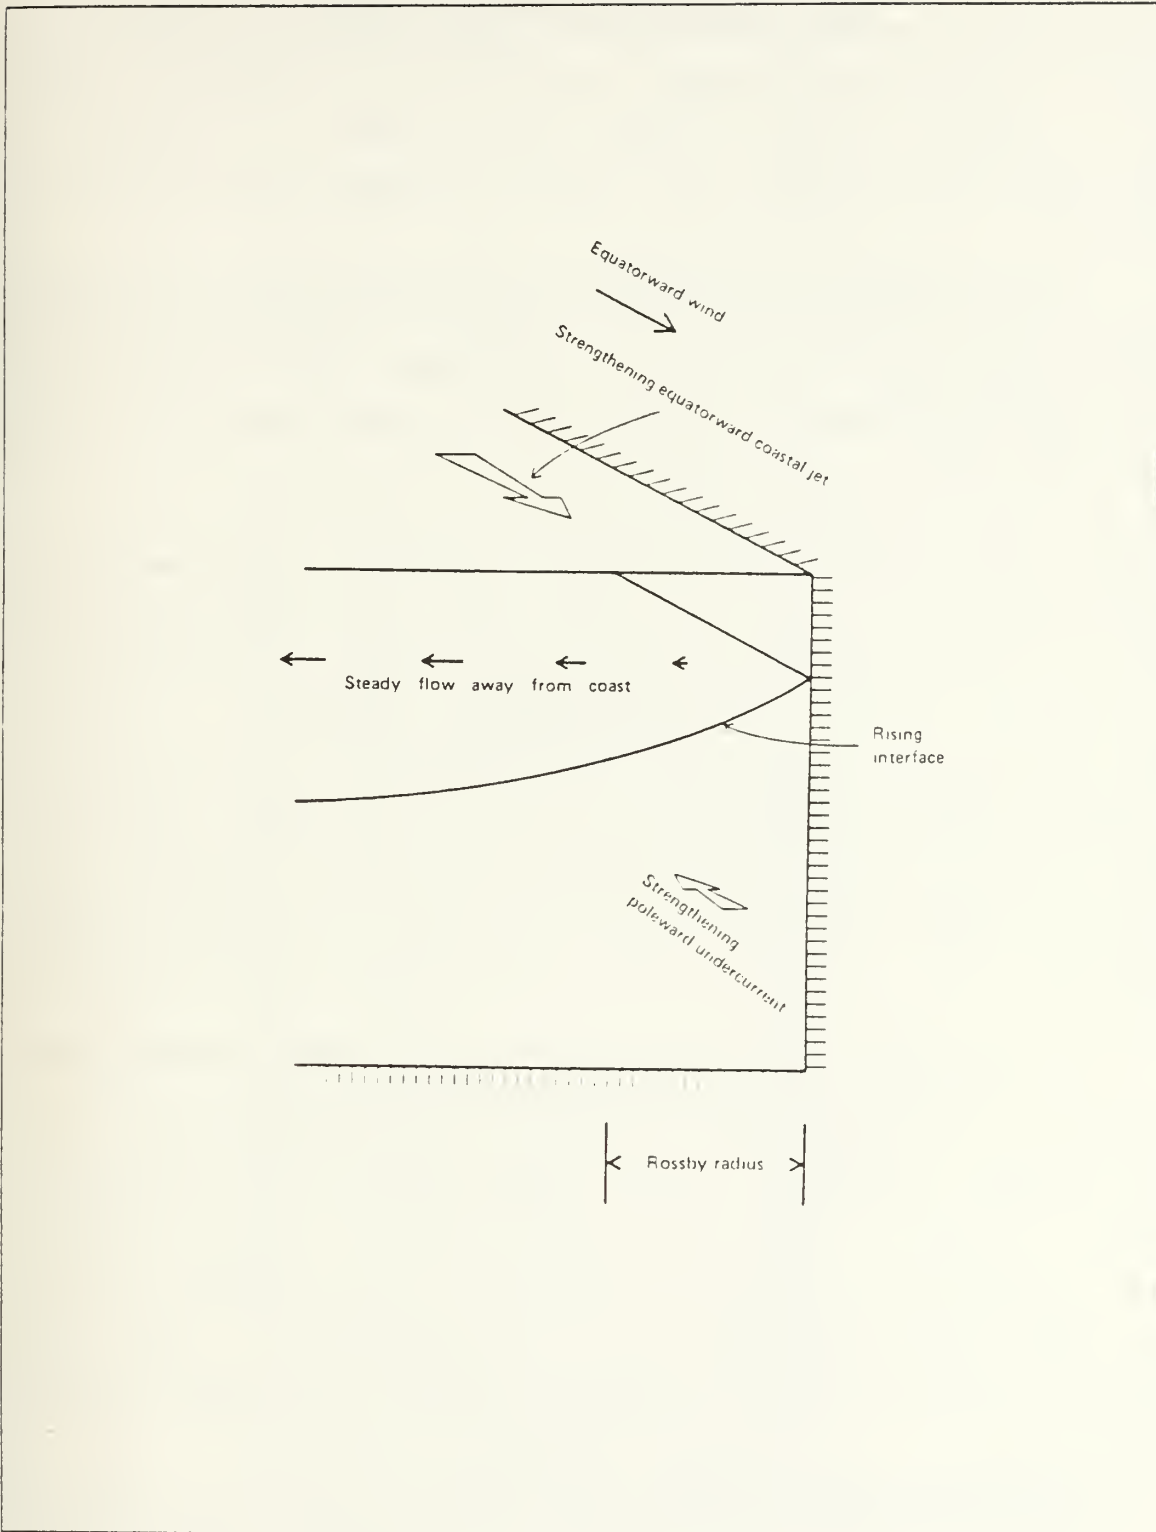 Equatorward wind
Strengthening equatorward coastal jet
Steady flow away from coast
Rising
interface
Strengthening
poleward undercurrent
Rossby radius